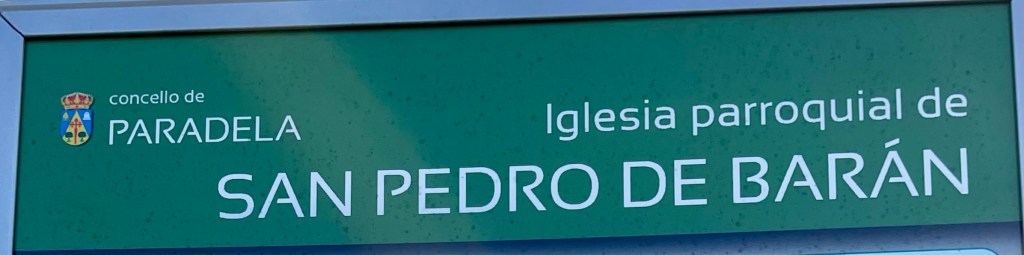 concello de
PARADELA
Iglesia parroquial de
SAN PEDRO DE BARÁN